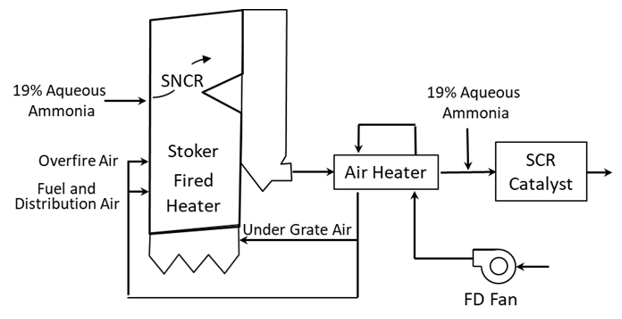 SNCR
19% Aqueous
Ammonia
19% Aqueous
Ammonia
Overfire Air
Fuel and
Distribution Air
Stoker
Fired
Heater
Air Heater
SCR
Catalyst
Under Grate Air
FD Fan